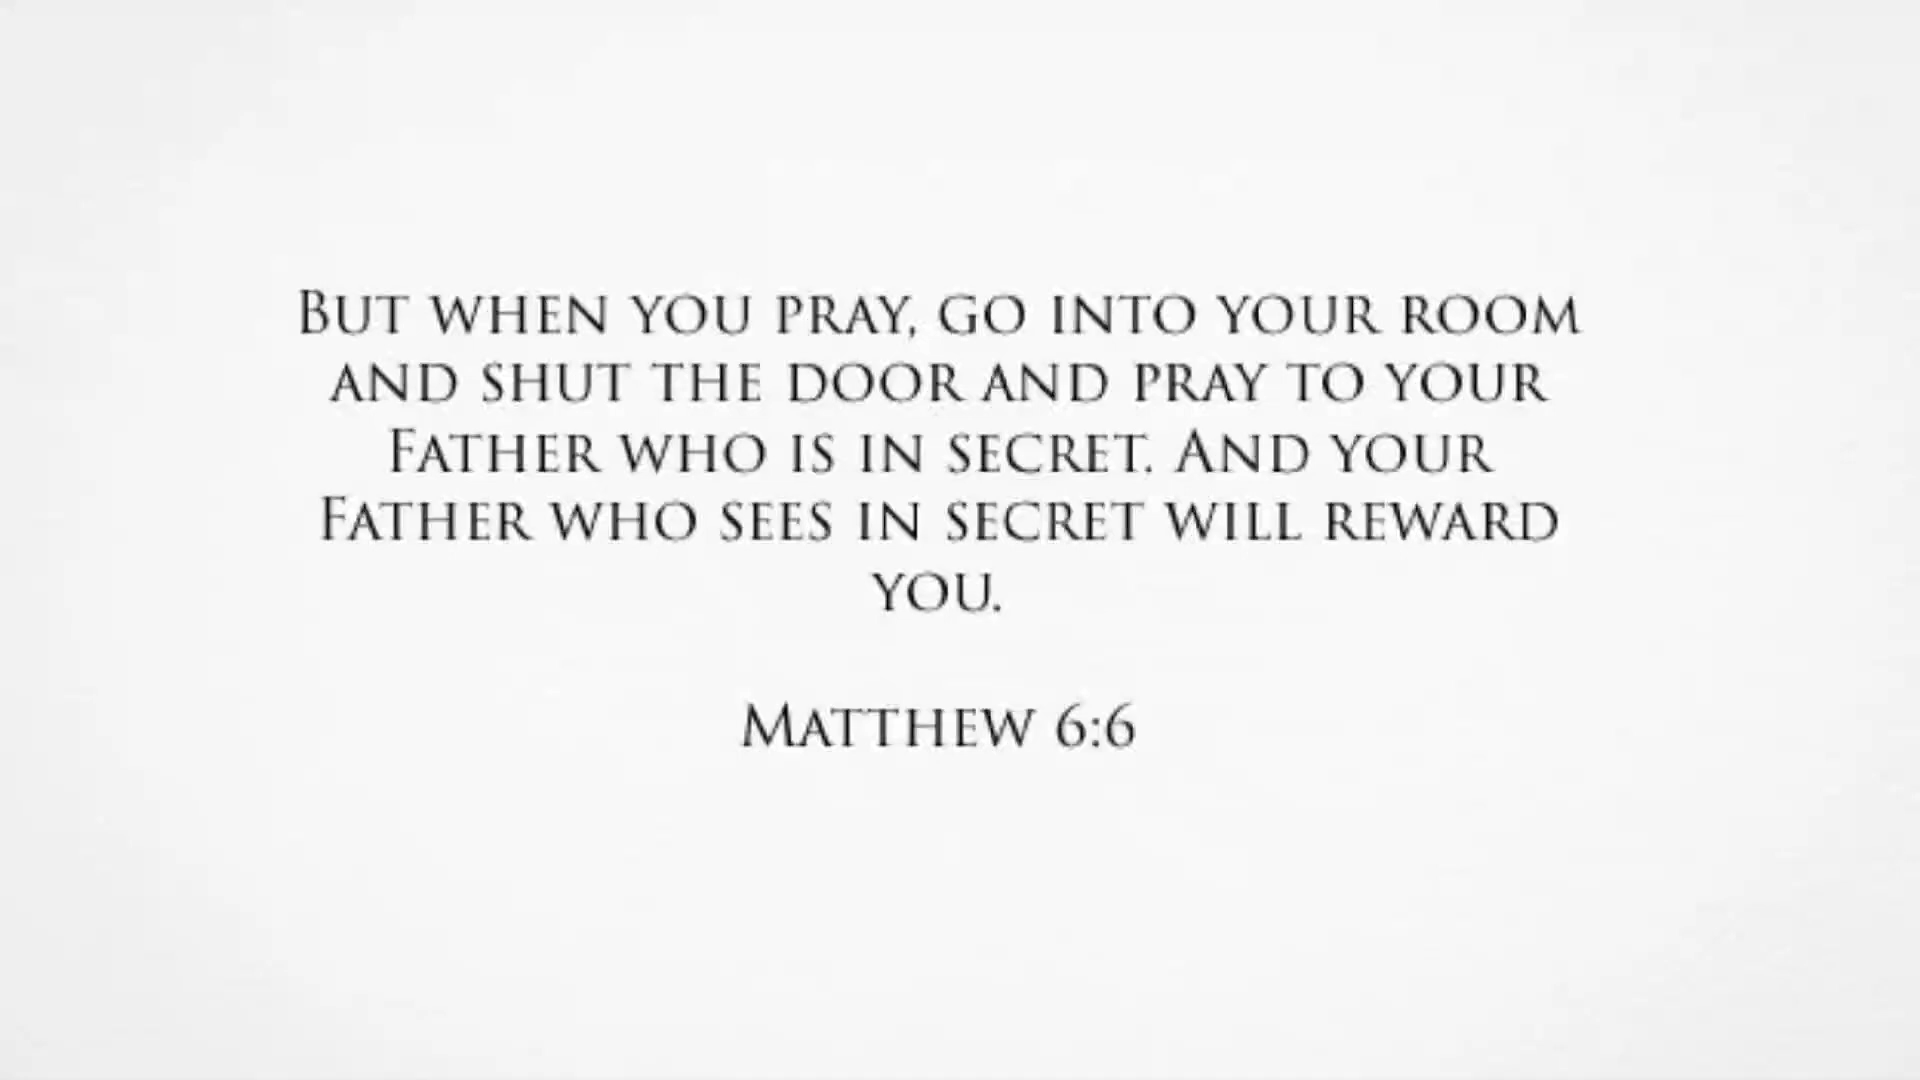 But when you pray, go into your room
and shut the door and pray to your
Father who is in secret. And your
Father who sees in secret will reward
you.
Matthew 6:6